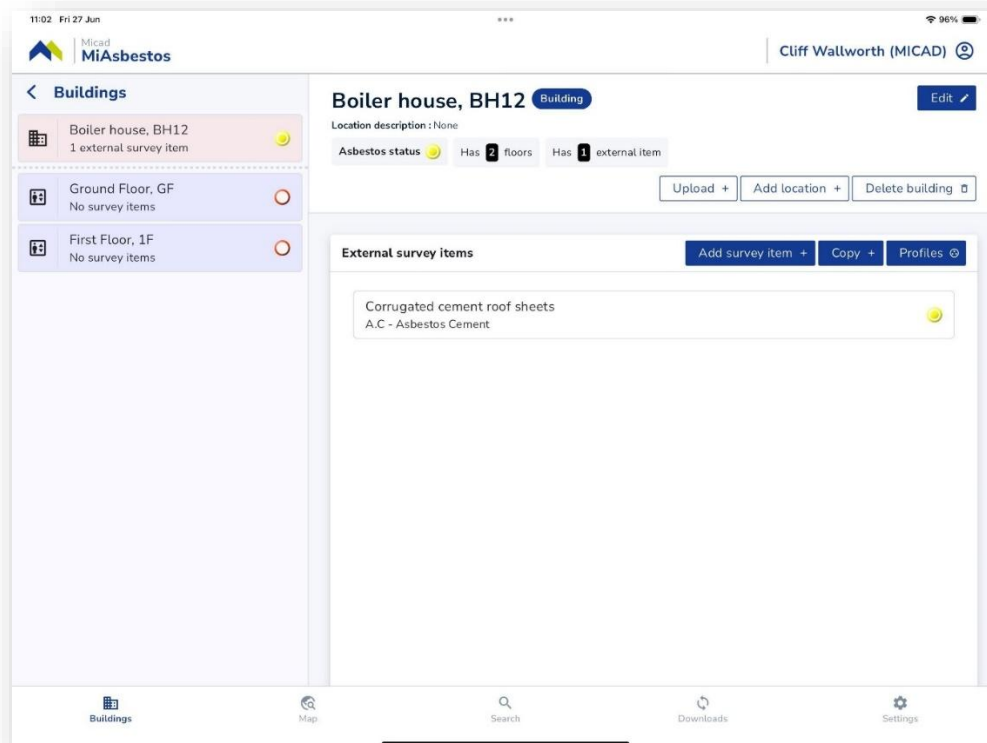 11:02 Fri 27 Jun
96%
Micad
MiAsbestos
Cliff Wallworth (MICAD)
Buildings
Boiler house, BH12
1 external survey item
Ground Floor, GF
No survey items
First Floor, 1F
No survey items
Boiler house, BH12 Building
Edit
Location description : None
Asbestos status Has 2 floors Has 1 external item
Upload + Add location + Delete building
External survey items
Add survey item + Copy + Profiles
Corrugated cement roof sheets
A.C - Asbestos Cement
Buildings Map Search Downloads Settings